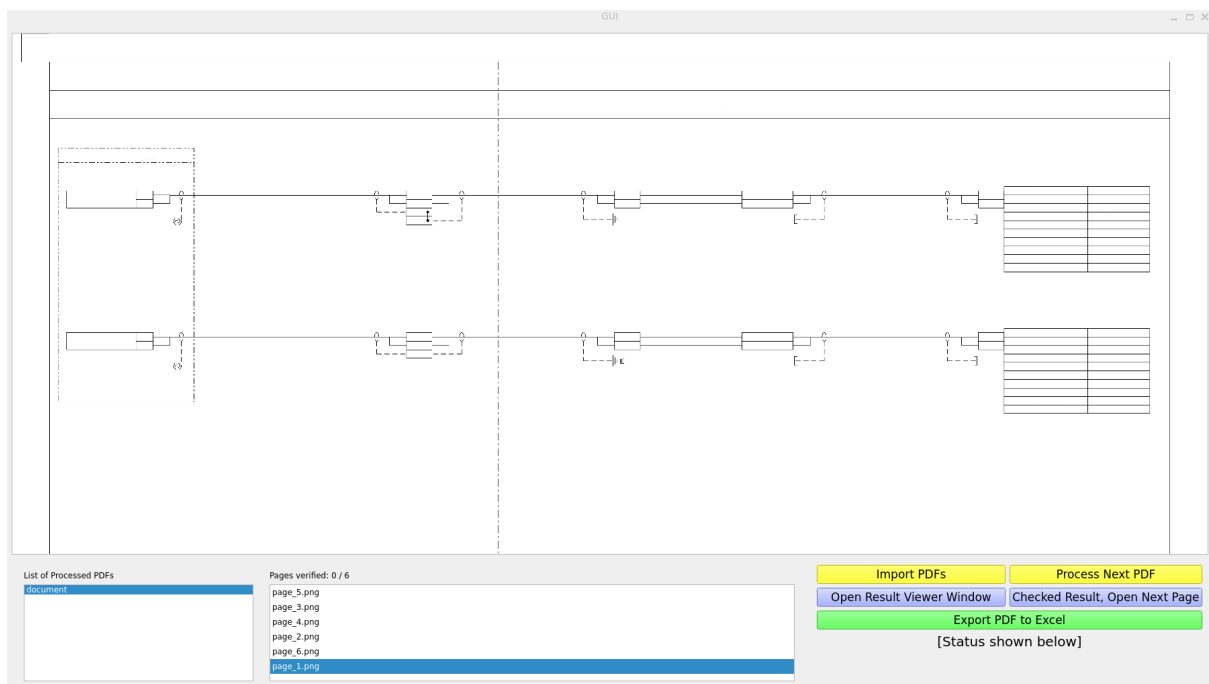 GUI
List of Processed PDFs
document
Pages verified: 0 / 6
page_5.png
page_3.png
page_4.png
page_2.png
page_6.png
page_1.png
Import PDFs
Process Next PDF
Open Result Viewer Window
Checked Result, Open Next Page
Export PDF to Excel
[Status shown below]